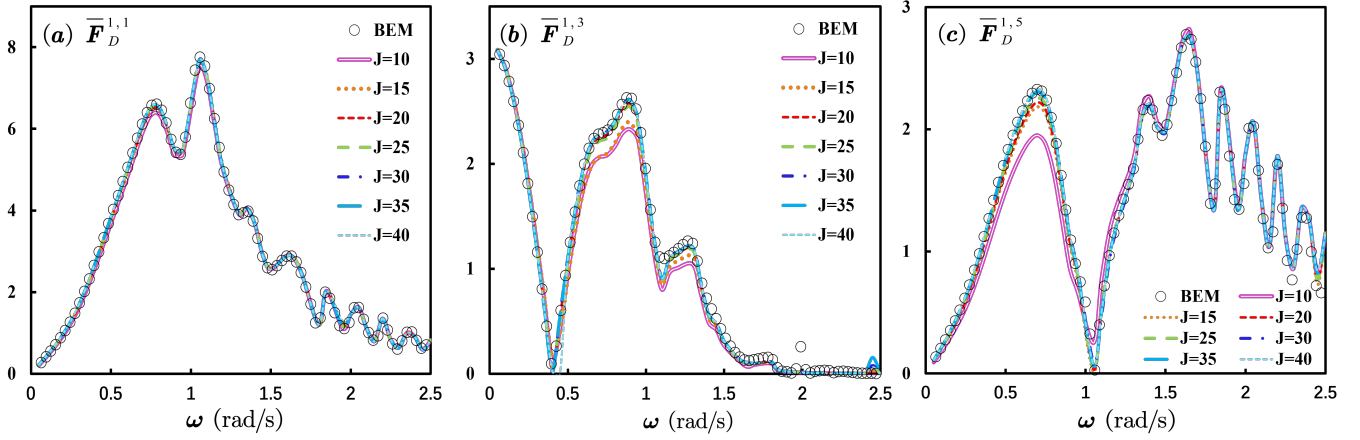 (a) F̅_D^{1,1}
BEM
J=10
J=15
J=20
J=25
J=30
J=35
J=40
8
6
4
2
0
0 0.5 1 1.5 2 2.5
ω (rad/s)
(b) F̅_D^{1,3}
BEM
J=10
J=15
J=20
J=25
J=30
J=35
J=40
3
2
1
0
0 0.5 1 1.5 2 2.5
ω (rad/s)
(c) F̅_D^{1,5}
3
2
1
0
BEM J=10
J=15 J=20
J=25 J=30
J=35 J=40
0 0.5 1 1.5 2 2.5
ω (rad/s)